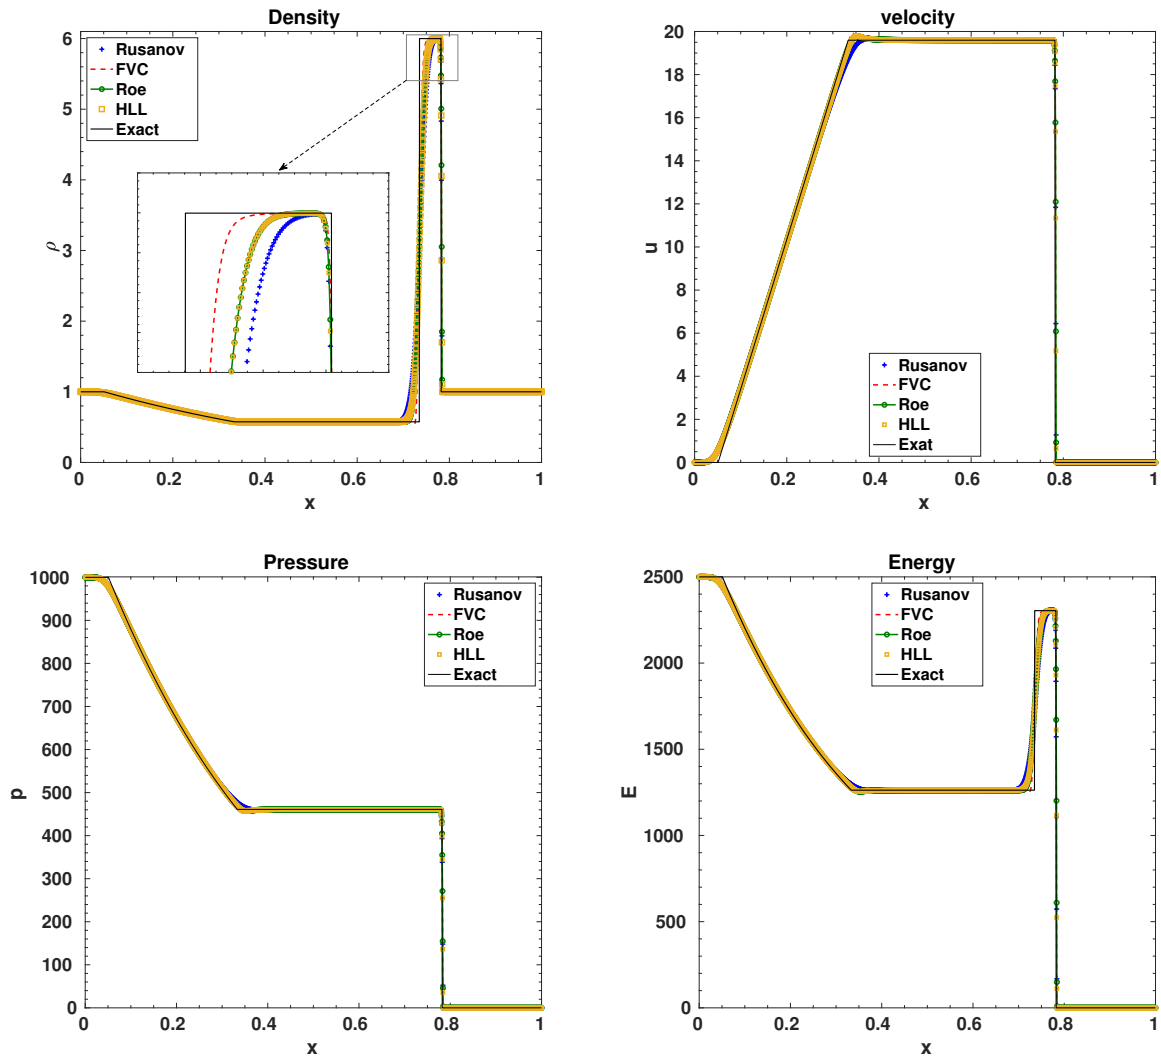 Density
6
5
4
3
2
1
0
ρ
Rusanov
FVC
Roe
HLL
Exact
0 0.2 0.4 0.6 0.8 1
x
velocity
20
18
16
14
12
10
8
6
4
2
0
u
Rusanov
FVC
Roe
HLL
Exat
0 0.2 0.4 0.6 0.8 1
x
Pressure
1000
900
800
700
600
500
400
300
200
100
0
p
Rusanov
FVC
Roe
HLL
Exact
0 0.2 0.4 0.6 0.8 1
x
Energy
2500
2000
1500
1000
500
0
E
Rusanov
FVC
Roe
HLL
Exact
0 0.2 0.4 0.6 0.8 1
x